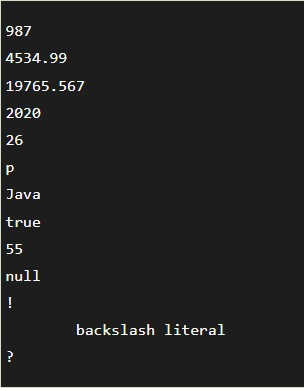 987
4534.99
19765.567
2020
26
p
Java
true
55
null
!
backslash literal
?